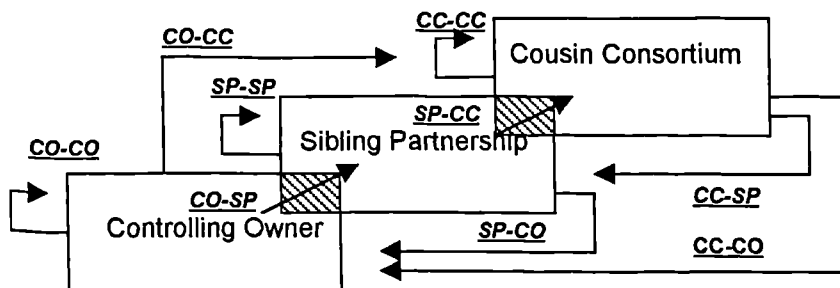 CC-CC
CO-CC
Cousin Consortium
SP-SP
SP-CC
Sibling Partnership
CO-CO
CO-SP
CC-SP
Controlling Owner
SP-CO
CC-CO